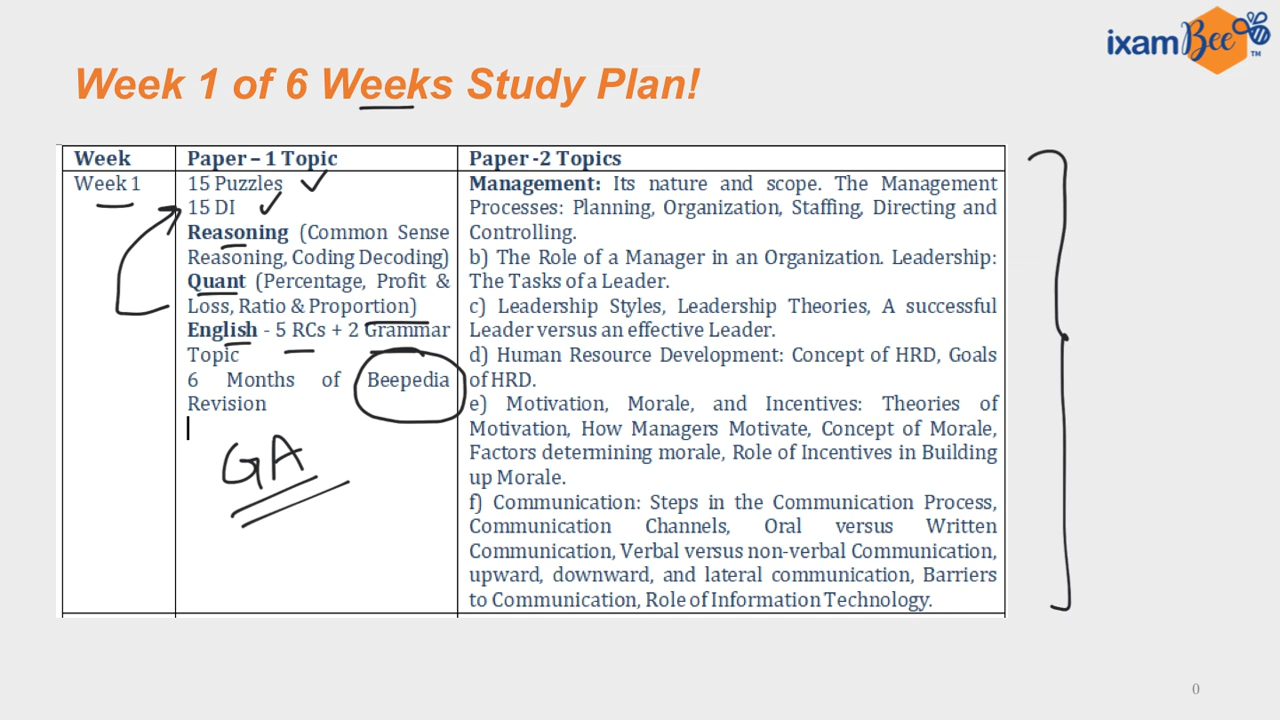 ixamBee
TM
Week 1 of 6 Weeks Study Plan!
Week
Paper – 1 Topic
Paper -2 Topics
Week 1
15 Puzzles
15 DI
Reasoning (Common Sense
Reasoning, Coding Decoding)
Quant (Percentage, Profit &
Loss, Ratio & Proportion)
English - 5 RCs + 2 Grammar
Topic
6 Months of Beepedia
Revision
GA
Management: Its nature and scope. The Management
Processes: Planning, Organization, Staffing, Directing and
Controlling.
b) The Role of a Manager in an Organization. Leadership:
The Tasks of a Leader.
c) Leadership Styles, Leadership Theories, A successful
Leader versus an effective Leader.
d) Human Resource Development: Concept of HRD, Goals
of HRD.
e) Motivation, Morale, and Incentives: Theories of
Motivation, How Managers Motivate, Concept of Morale,
Factors determining morale, Role of Incentives in Building
up Morale.
f) Communication: Steps in the Communication Process,
Communication Channels, Oral versus Written
Communication, Verbal versus non-verbal Communication,
upward, downward, and lateral communication, Barriers
to Communication, Role of Information Technology.
0